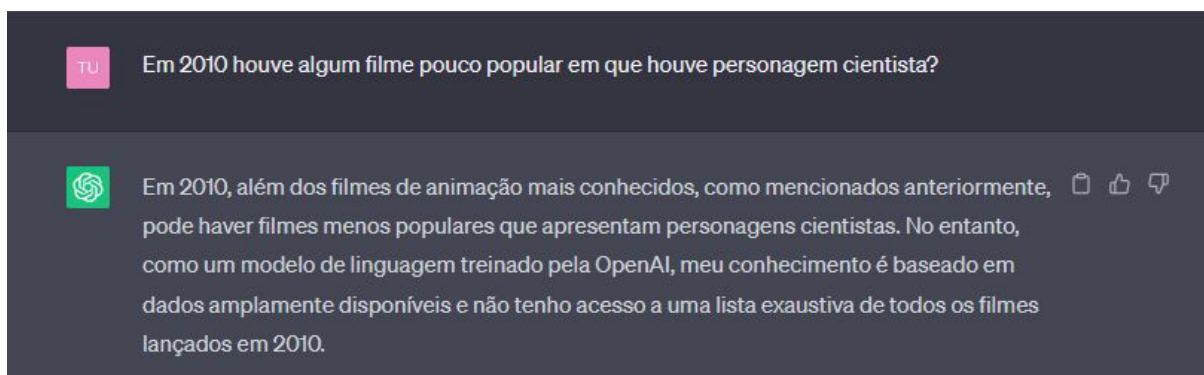 TU
Em 2010 houve algum filme pouco popular em que houve personagem cientista?
Em 2010, além dos filmes de animação mais conhecidos, como mencionados anteriormente,
pode haver filmes menos populares que apresentam personagens cientistas. No entanto,
como um modelo de linguagem treinado pela OpenAI, meu conhecimento é baseado em
dados amplamente disponíveis e não tenho acesso a uma lista exaustiva de todos os filmes
lançados em 2010.